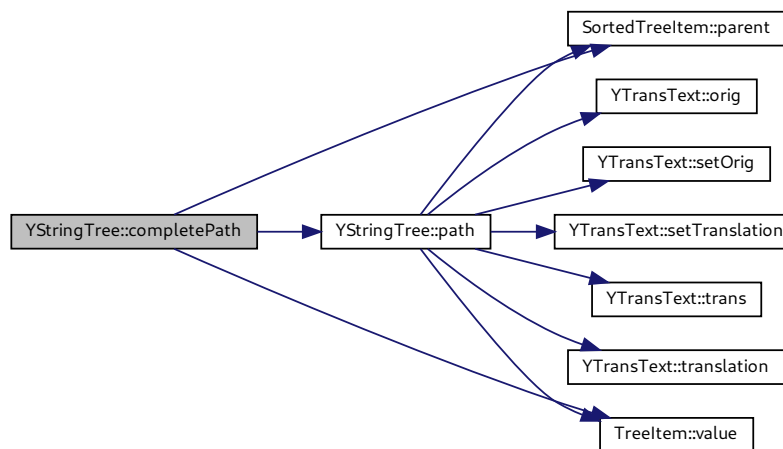 SortedTreeItem::parent
YTransText::orig
YTransText::setOrig
YStringTree::completePath
YStringTree::path
YTransText::setTranslation
YTransText::trans
YTransText::translation
TreeItem::value